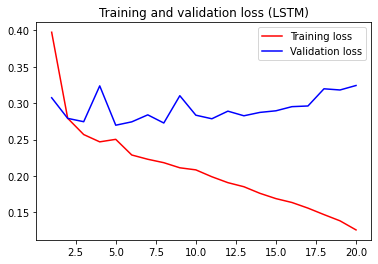 Training and validation loss (LSTM)
Training loss
Validation loss
0.40
0.35
0.30
0.25
0.20
0.15
2.5 5.0 7.5 10.0 12.5 15.0 17.5 20.0